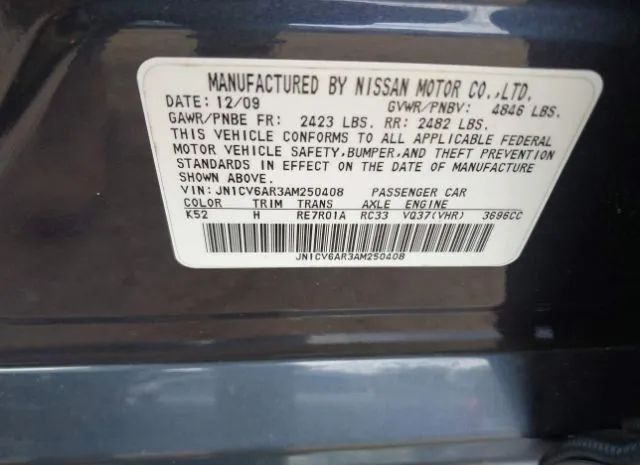 MANUFACTURED BY NISSAN MOTOR CO.,LTD.
DATE: 12/09 GVWR/PNBV: 4846 LBS.
GAWR/PNBE FR: 2423 LBS. RR: 2482 LBS.
THIS VEHICLE CONFORMS TO ALL APPLICABLE FEDERAL
MOTOR VEHICLE SAFETY,BUMPER,AND THEFT PREVENTION
STANDARDS IN EFFECT ON THE DATE OF MANUFACTURE
SHOWN ABOVE.
VIN: JN1CV6AR3AM250408 PASSENGER CAR
COLOR TRIM TRANS AXLE ENGINE
K52 H RE7R01A RC33 VQ37(VHR) 3696CC
JN1CV6AR3AM250408